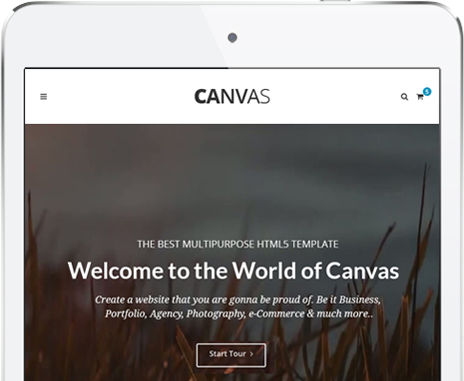 CANVAS
5
THE BEST MULTIPURPOSE HTML5 TEMPLATE
Welcome to the World of Canvas
Create a website that you are gonna be proud of. Be it Business,
Portfolio, Agency, Photography, e-Commerce & much more..
Start Tour >